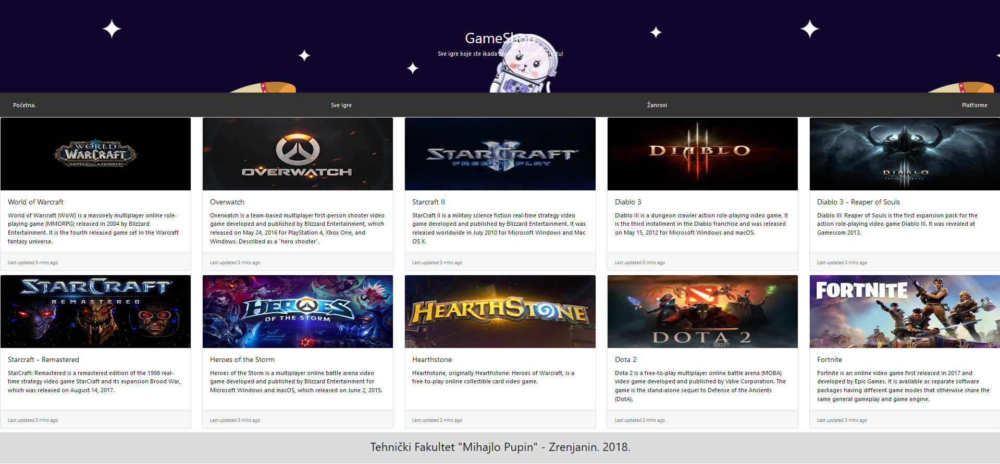 GameShop
Sve igre koje ste ikada želeli, na jednom mestu!
Početna.
Sve Igre
Žanrovi
Platforme
WORLD
OF
WARCRAFT
BATTLE FOR AZEROTH
OVERWATCH
STARCRAFT
II
FREE TO PLAY
DIABLO
III
DIABLO
III
REAPER OF SOULS
World of Warcraft
World of Warcraft (WoW) is a massively multiplayer online role-
playing game (MMORPG) released in 2004 by Blizzard
Entertainment. It is the fourth released game set in the Warcraft
fantasy universe.
Last updated 3 mins ago
Overwatch
Overwatch is a team-based multiplayer first-person shooter video
game developed and published by Blizzard Entertainment, which
released on May 24, 2016 for PlayStation 4, Xbox One, and
Windows. Described as a "hero shooter".
Last updated 3 mins ago
Starcraft II
StarCraft II is a military science fiction real-time strategy video
game developed and published by Blizzard Entertainment. It was
released worldwide in July 2010 for Microsoft Windows and Mac
OS X.
Last updated 3 mins ago
Diablo 3
Diablo III is a dungeon crawler action role-playing video game. It
is the third installment in the Diablo franchise and was released
on May 15, 2012 for Microsoft Windows and macOS.
Last updated 3 mins ago
Diablo 3 - Reaper of Souls
Diablo III: Reaper of Souls is the first expansion pack for the
action role-playing video game Diablo III. It was revealed at
Gamescom 2013.
Last updated 3 mins ago
STARCRAFT
REMASTERED
HEROES
OF THE STORM
HEARTHSTONE
DOTA 2
VALVE
FORTNITE
Starcraft - Remastered
StarCraft: Remastered is a remastered edition of the 1998 real-
time strategy video game StarCraft and its expansion Brood War,
which was released on August 14, 2017.
Last updated 3 mins ago
Heroes of the Storm
Heroes of the Storm is a multiplayer online battle arena video
game developed and published by Blizzard Entertainment for
Microsoft Windows and macOS, which released on June 2, 2015.
Last updated 3 mins ago
Hearthstone
Hearthstone, originally Hearthstone: Heroes of Warcraft, is a
free-to-play online collectible card video game.
Last updated 3 mins ago
Dota 2
Dota 2 is a free-to-play multiplayer online battle arena (MOBA)
video game developed and published by Valve Corporation. The
game is the stand-alone sequel to Defense of the Ancients
(DotA).
Last updated 3 mins ago
Fortnite
Fortnite is an online video game first released in 2017 and
developed by Epic Games. It is available as separate software
packages having different game modes that otherwise share the
same general gameplay and game engine.
Last updated 3 mins ago
Tehnički Fakultet "Mihajlo Pupin" - Zrenjanin. 2018.